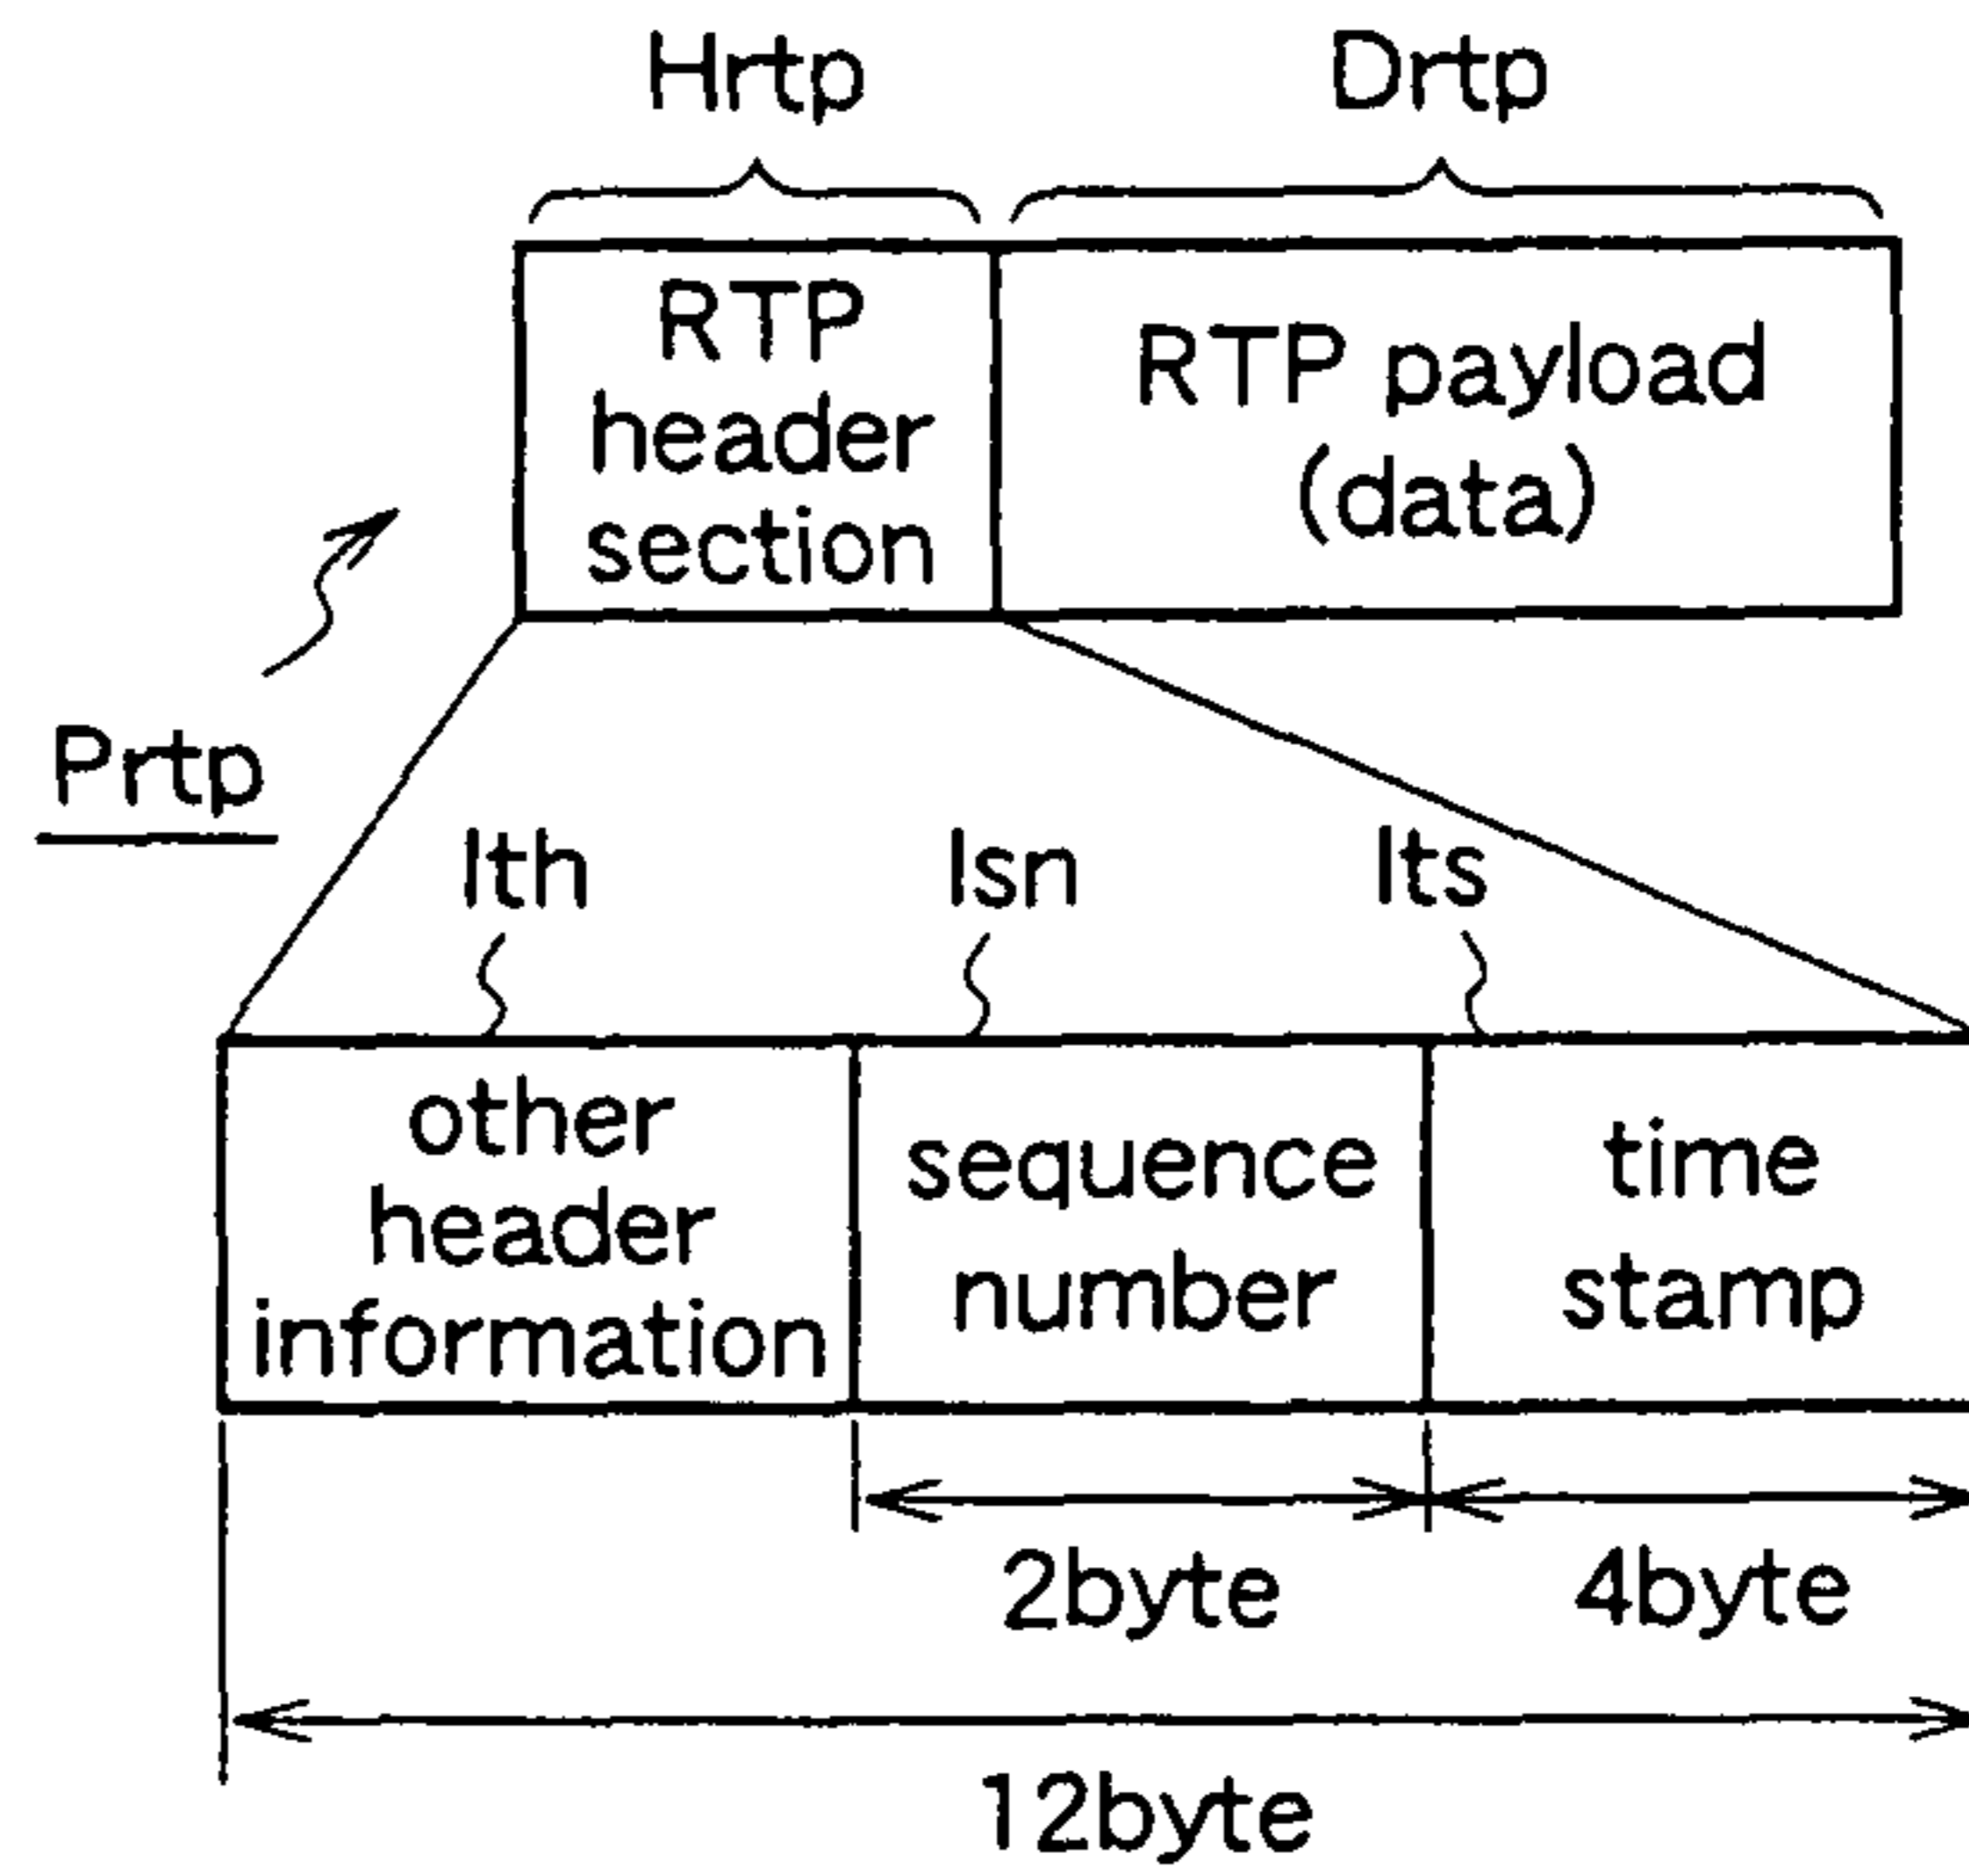 Hrtp
Drtp
RTP
header
section
RTP payload
(data)
Prtp
Ith
Isn
Its
other
header
information
sequence
number
time
stamp
2byte
4byte
12byte